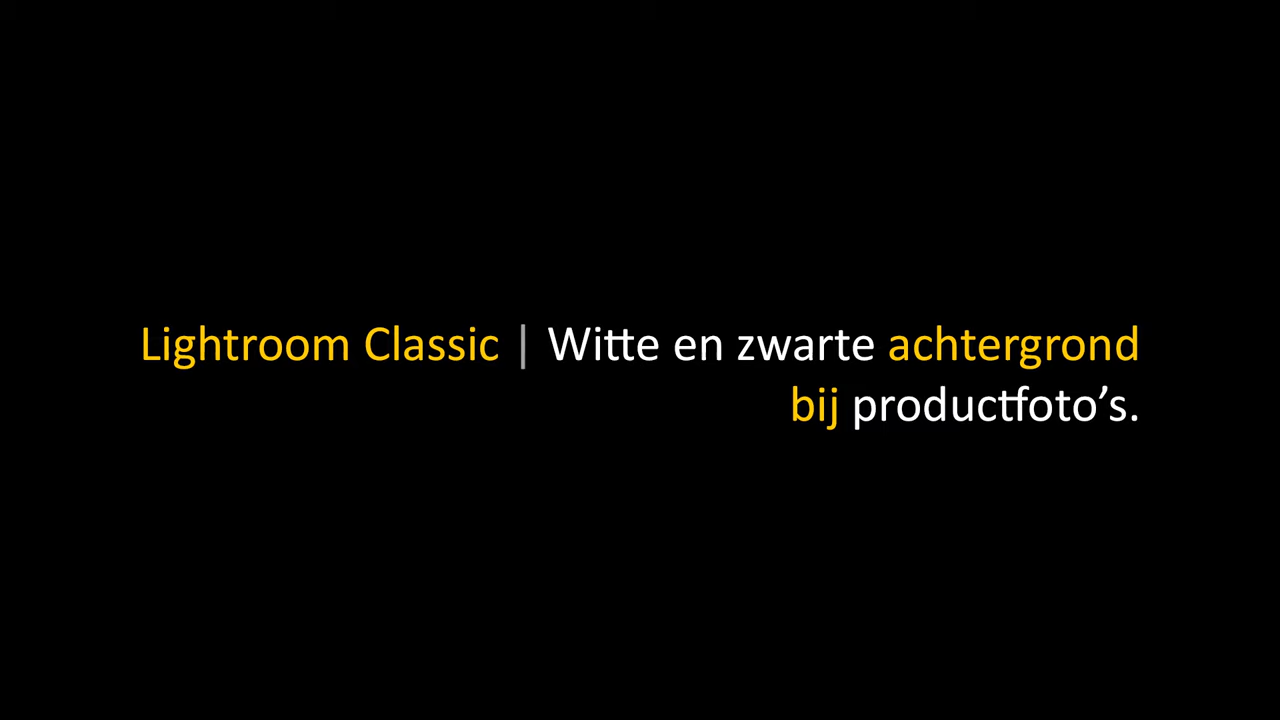 Lightroom Classic | Witte en zwarte achtergrond
bij productfoto’s.